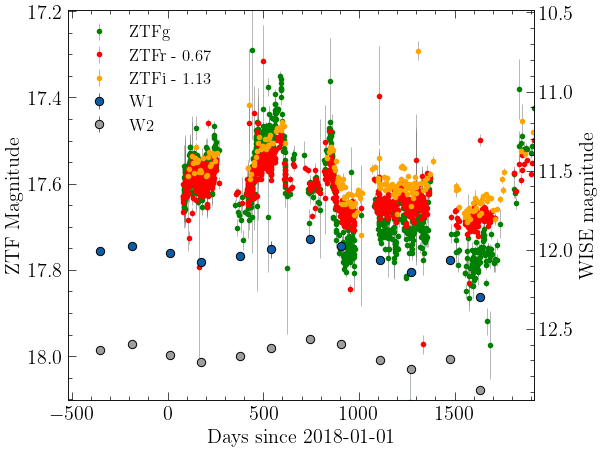 17.2
17.4
17.6
17.8
18.0
ZTF Magnitude
ZTFg
ZTFr - 0.67
ZTFi - 1.13
W1
W2
10.5
11.0
11.5
12.0
12.5
WISE magnitude
−500
0
500
1000
1500
Days since 2018-01-01